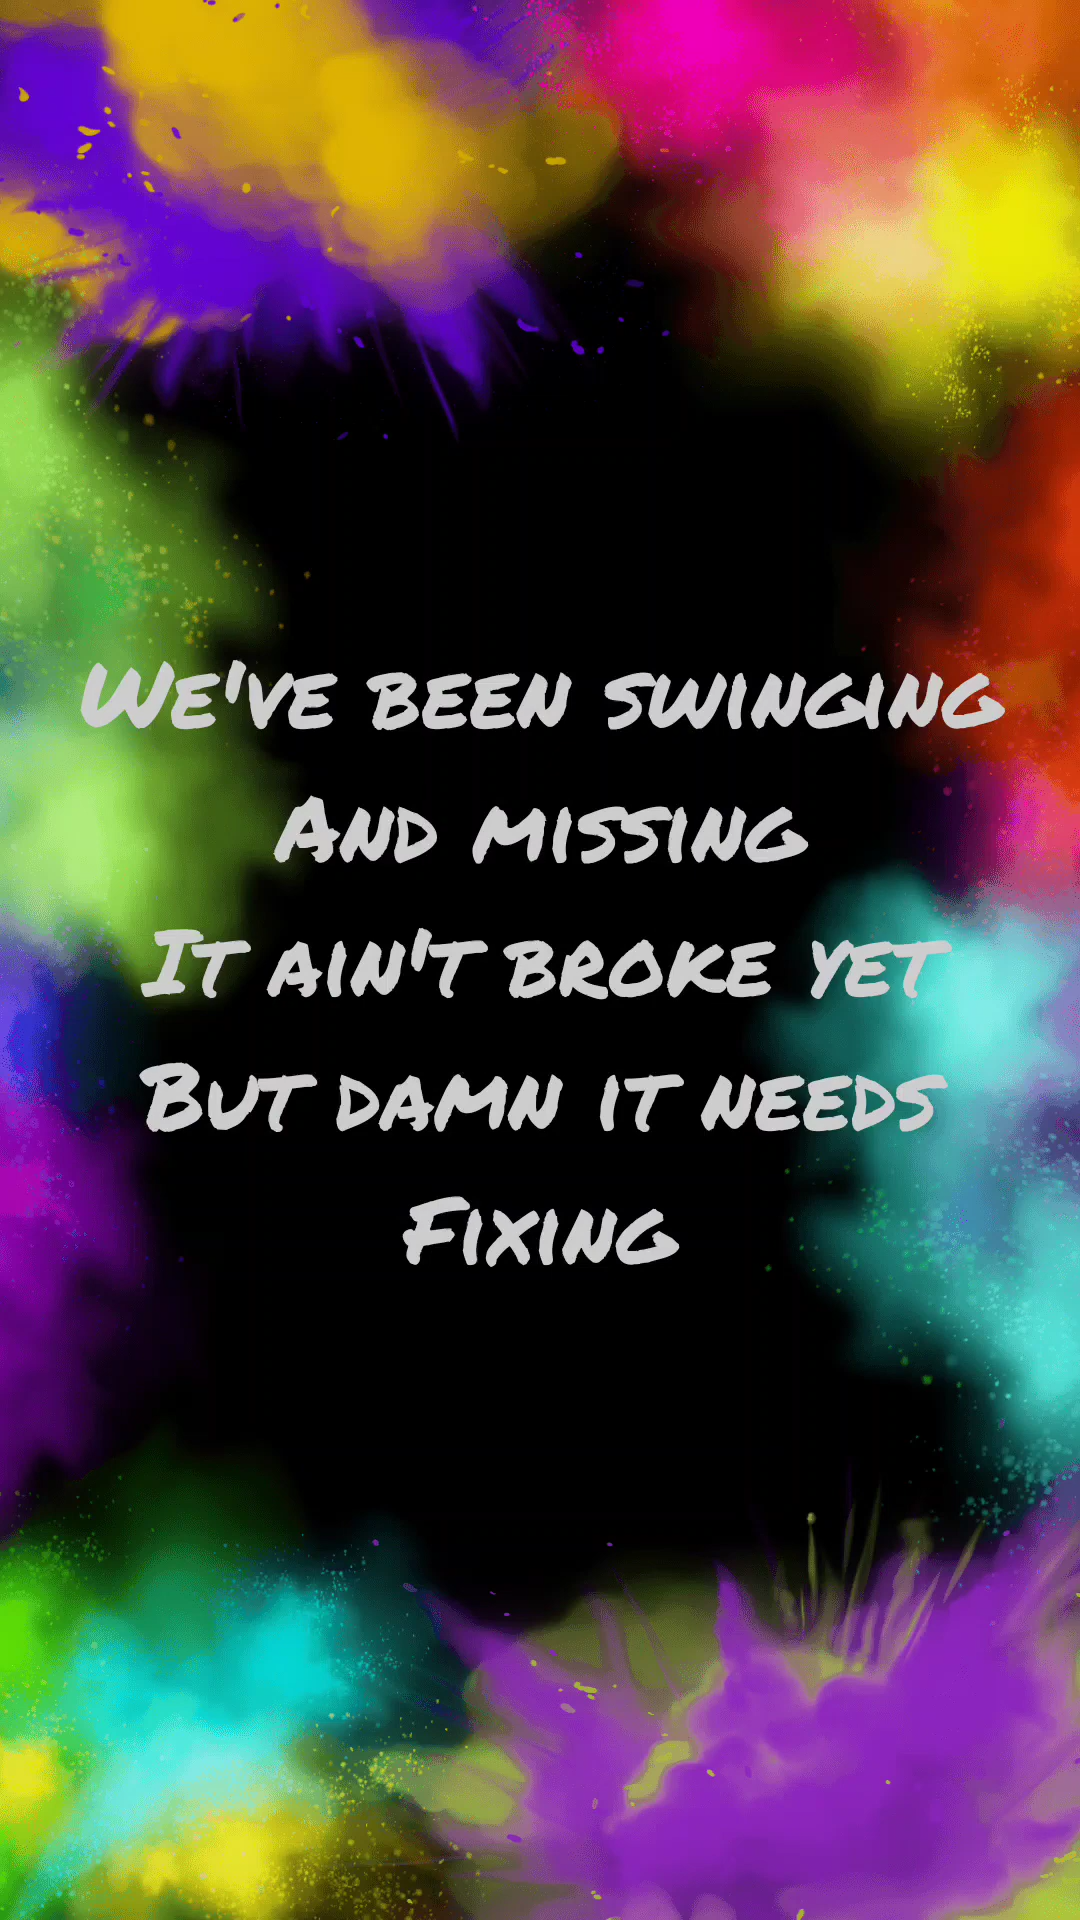 We've been swinging
And missing
It ain't broke yet
But damn it needs
Fixing